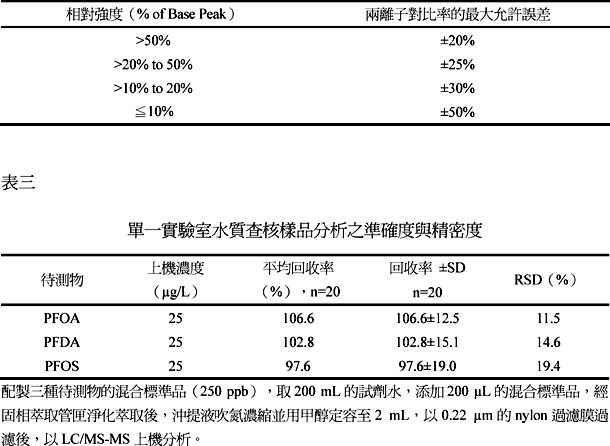 相對強度（% of Base Peak） 兩離子對比率的最大允許誤差
>50% ±20%
>20% to 50% ±25%
>10% to 20% ±30%
≦10% ±50%
表三
單一實驗室水質查核樣品分析之準確度與精密度
待測物 上機濃度（μg/L） 平均回收率（%），n=20 回收率 ±SD n=20 RSD（%）
PFOA 25 106.6 106.6±12.5 11.5
PFDA 25 102.8 102.8±15.1 14.6
PFOS 25 97.6 97.6±19.0 19.4
配製三種待測物的混合標準品（250 ppb），取 200 mL 的試劑水，添加 200 μL 的混合標準品，經
固相萃取管匣淨化萃取後，沖提液吹氮濃縮並用甲醇定容至 2 mL，以 0.22 μm 的 nylon 過濾膜過
濾後，以 LC/MS-MS 上機分析。